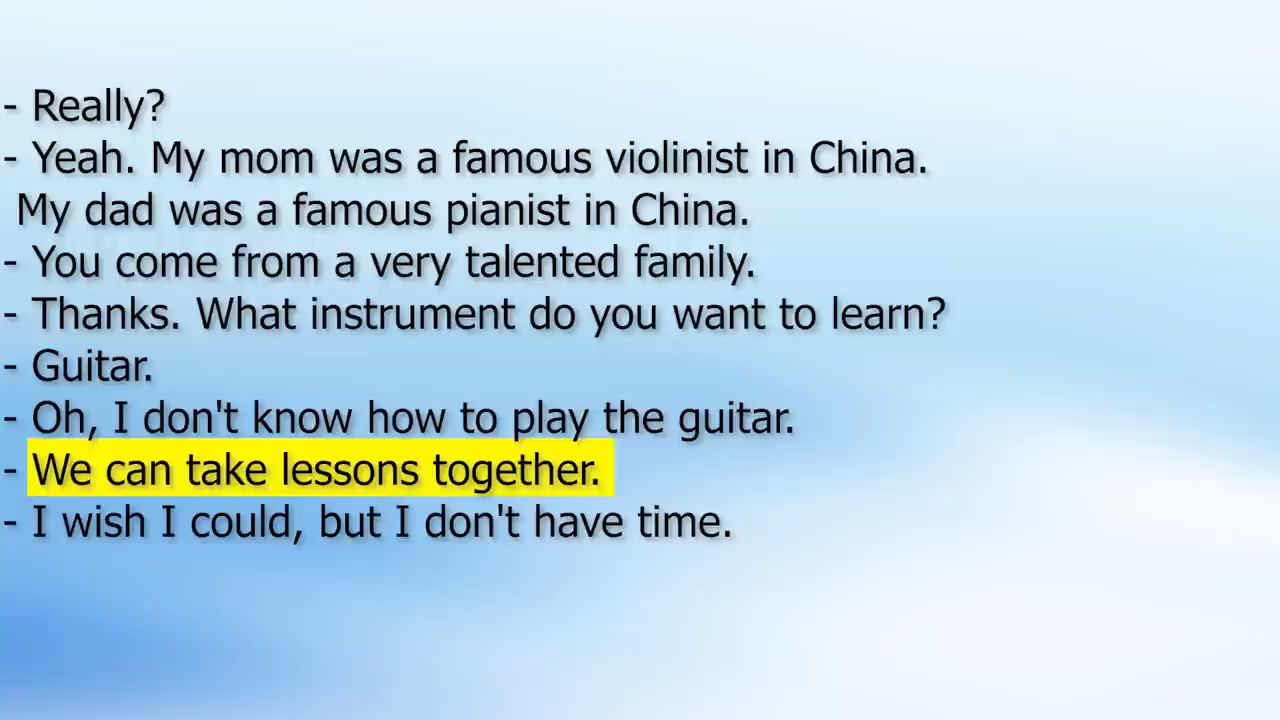 - Really?
- Yeah. My mom was a famous violinist in China.
My dad was a famous pianist in China.
- You come from a very talented family.
- Thanks. What instrument do you want to learn?
- Guitar.
- Oh, I don't know how to play the guitar.
- We can take lessons together.
- I wish I could, but I don't have time.